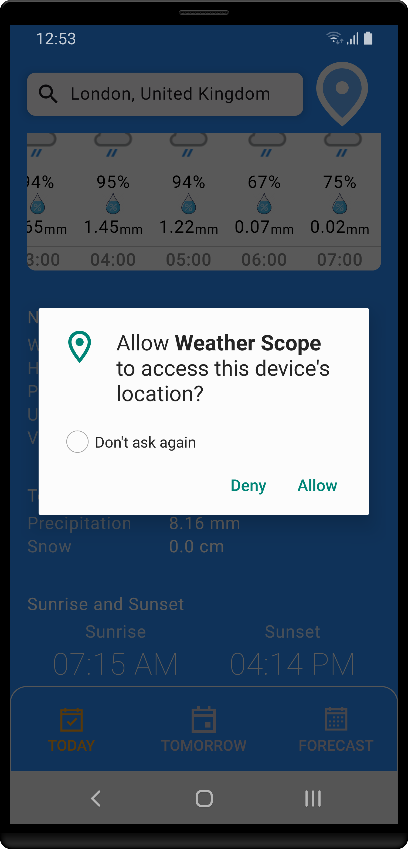 12:53
London, United Kingdom
94% 95% 94% 67% 75%
65mm 1.45mm 1.22mm 0.07mm 0.02mm
3:00 04:00 05:00 06:00 07:00
Allow Weather Scope
to access this device's
location?
Don't ask again
Deny Allow
Precipitation 8.16 mm
Snow 0.0 cm
Sunrise and Sunset
Sunrise Sunset
07:15 AM 04:14 PM
TODAY TOMORROW FORECAST